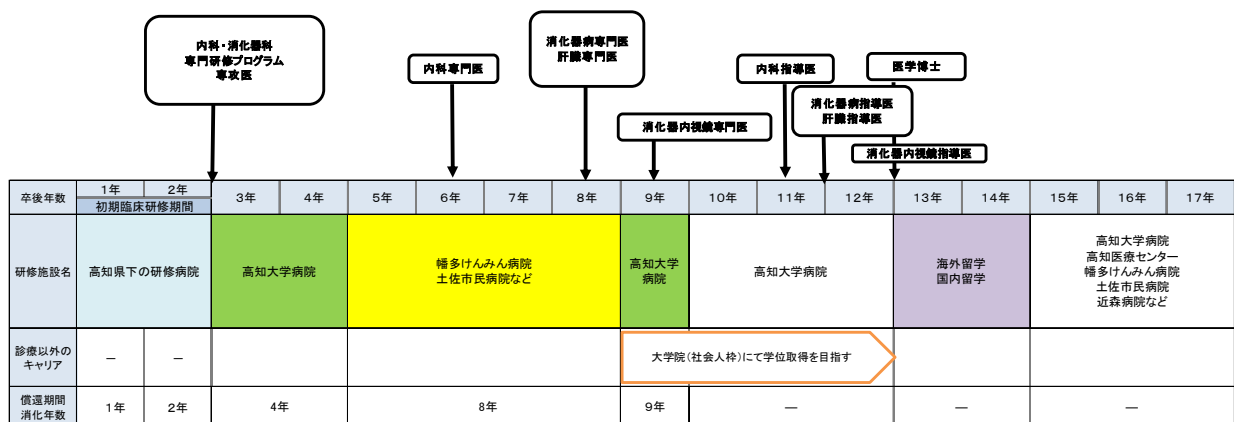 内科・消化器科
専門研修プログラム
専攻医
内科専門医
消化器病専門医
肝臓専門医
消化器内視鏡専門医
内科指導医
消化器病指導医
肝臓指導医
医学博士
消化器内視鏡指導医
卒後年数
1年
2年
初期臨床研修期間
3年
4年
5年
6年
7年
8年
9年
10年
11年
12年
13年
14年
15年
16年
17年
研修施設名
高知県下の研修病院
高知大学病院
幡多けんみん病院
土佐市民病院など
高知大学
病院
高知大学病院
海外留学
国内留学
高知大学病院
高知医療センター
幡多けんみん病院
土佐市民病院
近森病院など
診療以外の
キャリア
―
―
大学院(社会人枠)にて学位取得を目指す
償還期間
消化年数
1年
2年
4年
8年
9年
―
―
―